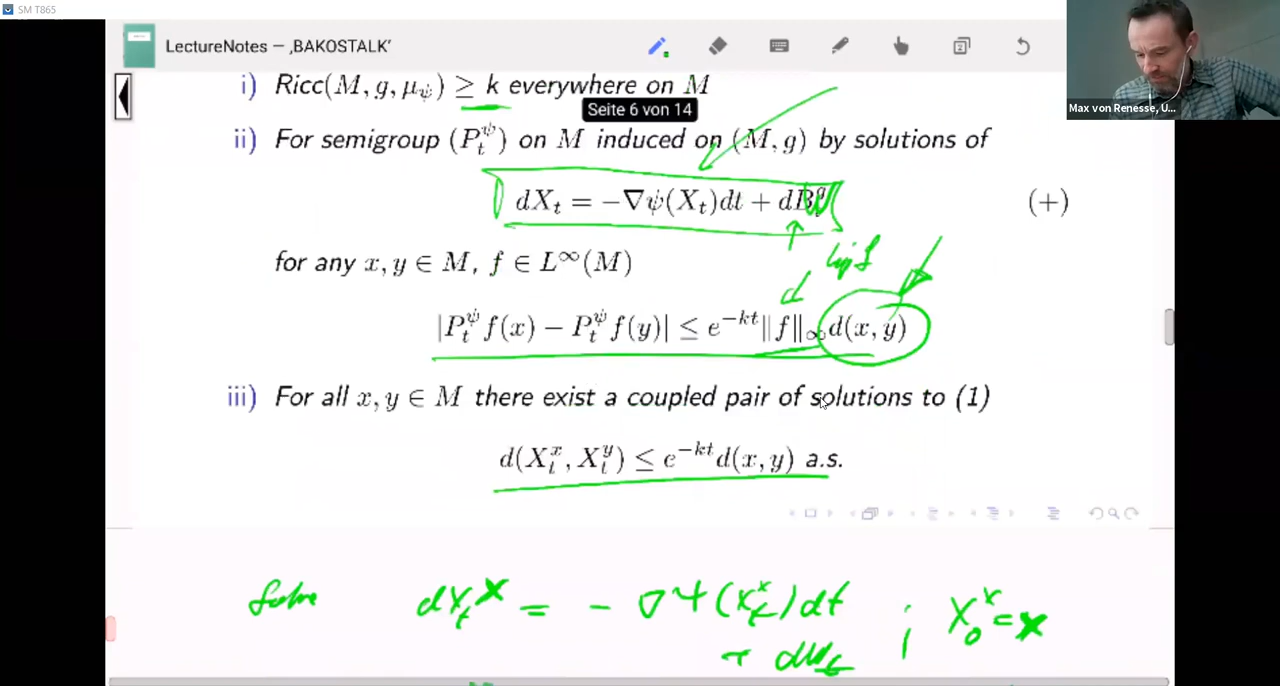 SM T865
LectureNotes – ‚BAKOSTALK‘
Max von Renesse, U...
i) Ricc(M, g, μ_ψ) ≥ k everywhere on M
Seite 6 von 14
ii) For semigroup (P_t^ψ) on M induced on (M, g) by solutions of
dX_t = −∇ψ(X_t)dt + dB (+)
for any x, y ∈ M, f ∈ L^∞(M)
Lip f
|P_t^ψ f(x) − P_t^ψ f(y)| ≤ e^{−kt}‖f‖_∞ d(x, y)
iii) For all x, y ∈ M there exist a coupled pair of solutions to (1)
d(X_t^x, X_t^y) ≤ e^{−kt} d(x, y) a.s.
Solve dX_t^x = − ∇Ψ(X_t^x)dt ; X_0^x = x
+ dW_t